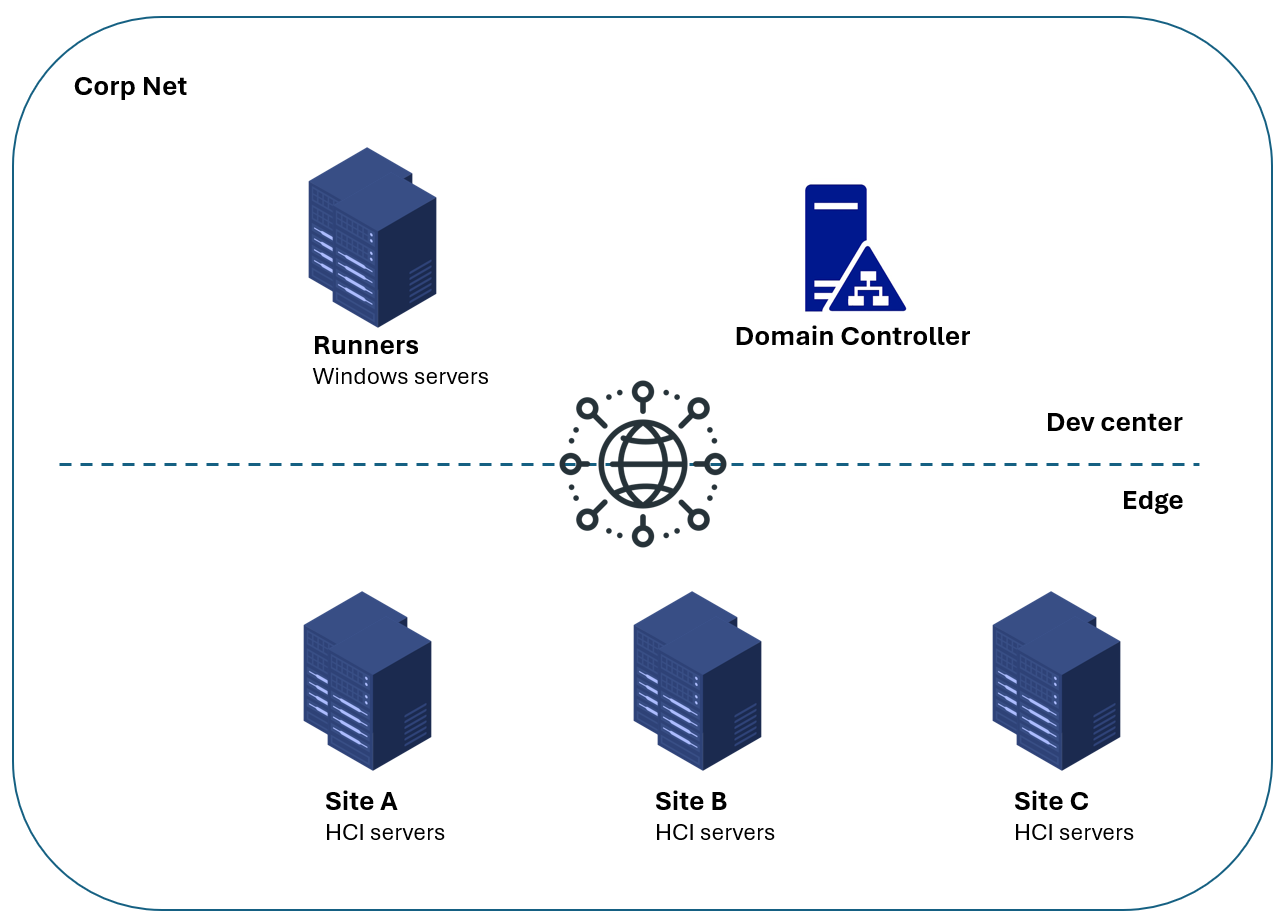 Corp Net
Runners
Windows servers
Domain Controller
Dev center
Edge
Site A
HCI servers
Site B
HCI servers
Site C
HCI servers